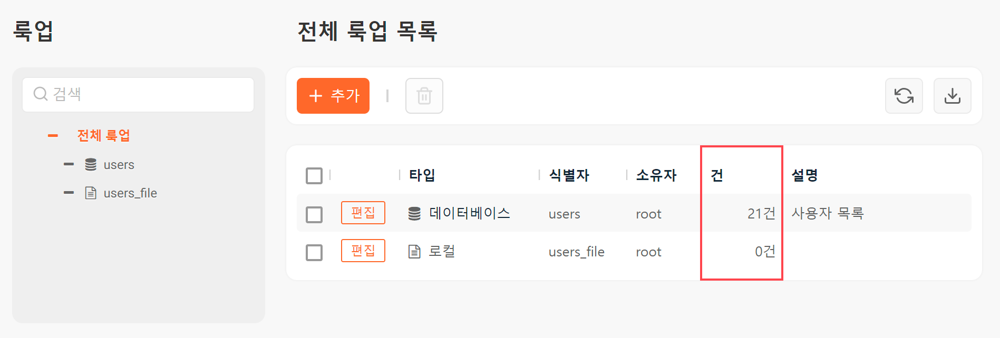 룩업
검색
전체 룩업
users
users_file
전체 룩업 목록
추가
타입 식별자 소유자 건 설명
편집 데이터베이스 users root 21건 사용자 목록
편집 로컬 users_file root 0건